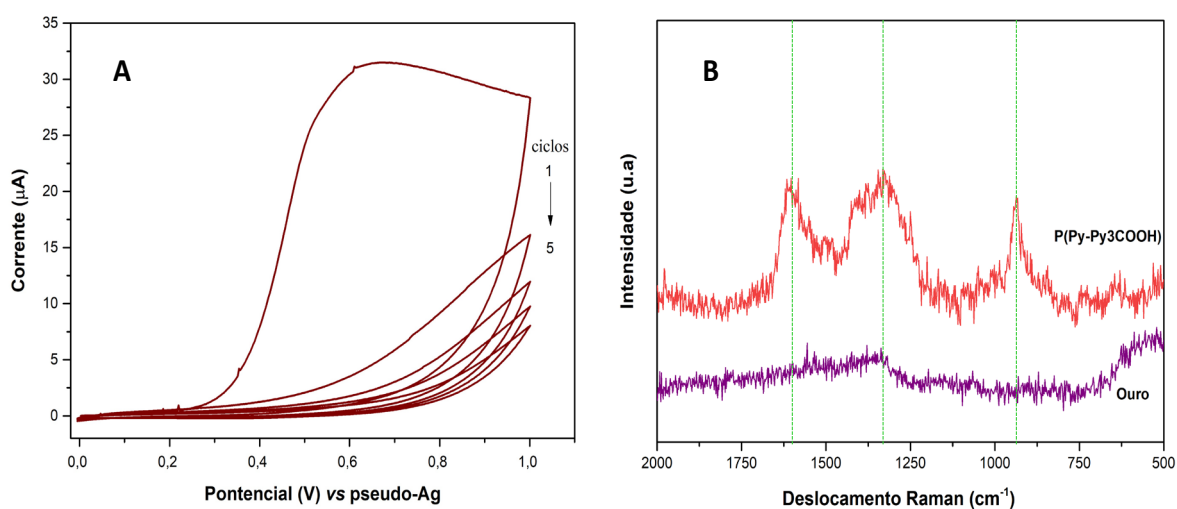 A
35
30
25
20
15
10
5
0
Corrente (µA)
ciclos
1
5
0,0
0,2
0,4
0,6
0,8
1,0
Pontencial (V) vs pseudo-Ag
B
Intensidade (u.a)
P(Py-Py3COOH)
Ouro
2000
1750
1500
1250
1000
750
500
Deslocamento Raman (cm⁻¹)